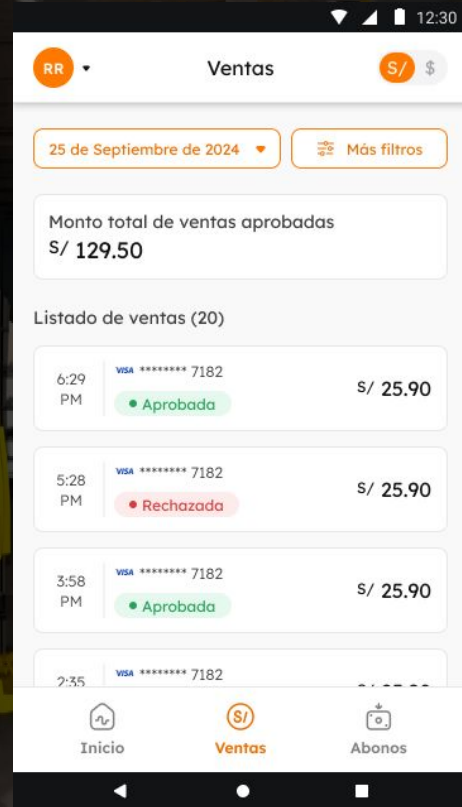 12:30
RR
Ventas
S/ $
25 de Septiembre de 2024
Más filtros
Monto total de ventas aprobadas
S/ 129.50
Listado de ventas (20)
6:29 PM
VISA ******** 7182
Aprobada
S/ 25.90
5:28 PM
VISA ******** 7182
Rechazada
S/ 25.90
3:58 PM
VISA ******** 7182
Aprobada
S/ 25.90
2:35
VISA ******** 7182
S/
Inicio
Ventas
Abonos